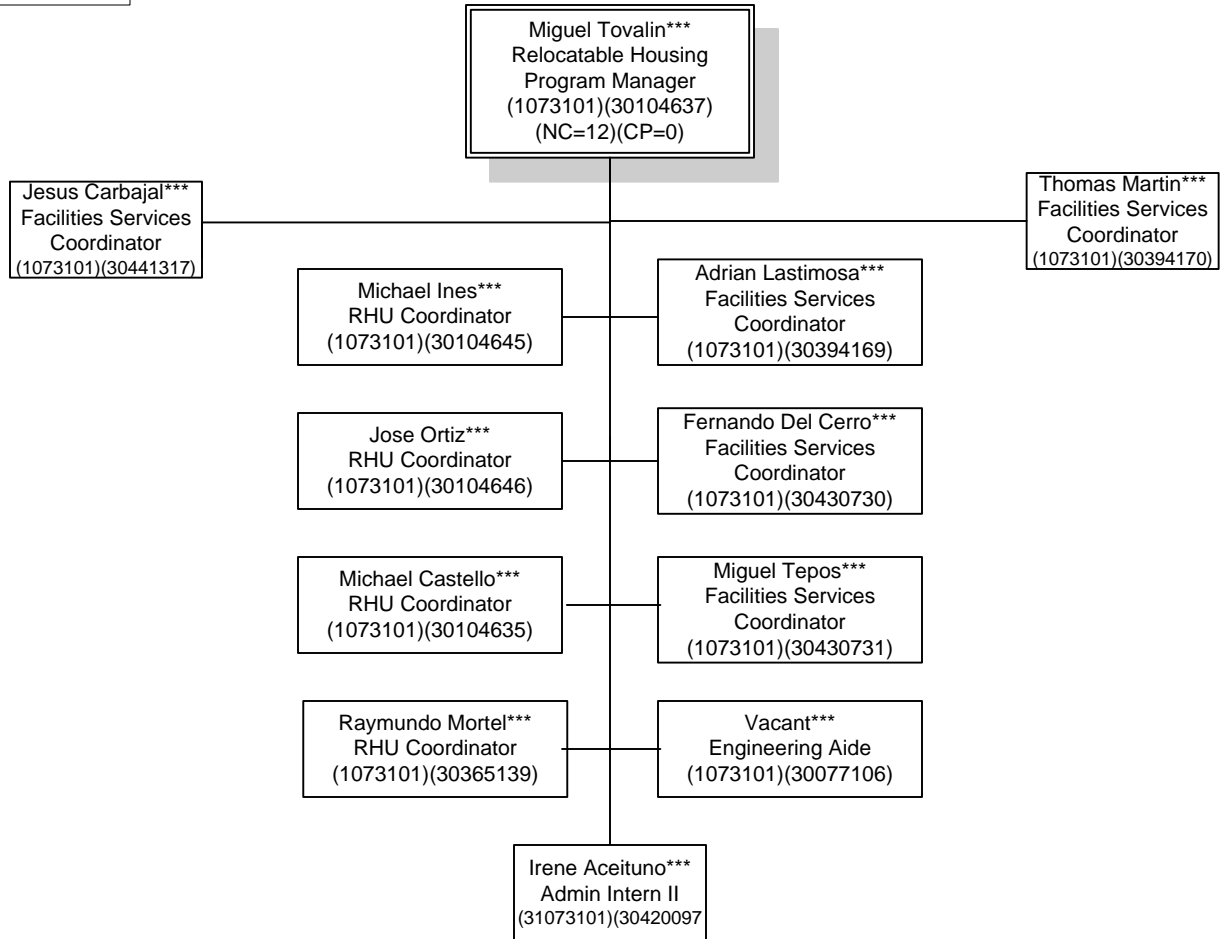 Miguel Tovalin***
Relocatable Housing
Program Manager
(1073101)(30104637)
(NC=12)(CP=0)
Jesus Carbajal***
Facilities Services
Coordinator
(1073101)(30441317)
Thomas Martin***
Facilities Services
Coordinator
(1073101)(30394170)
Michael Ines***
RHU Coordinator
(1073101)(30104645)
Adrian Lastimosa***
Facilities Services
Coordinator
(1073101)(30394169)
Jose Ortiz***
RHU Coordinator
(1073101)(30104646)
Fernando Del Cerro***
Facilities Services
Coordinator
(1073101)(30430730)
Michael Castello***
RHU Coordinator
(1073101)(30104635)
Miguel Tepos***
Facilities Services
Coordinator
(1073101)(30430731)
Raymundo Mortel***
RHU Coordinator
(1073101)(30365139)
Vacant***
Engineering Aide
(1073101)(30077106)
Irene Aceituno***
Admin Intern II
(31073101)(30420097